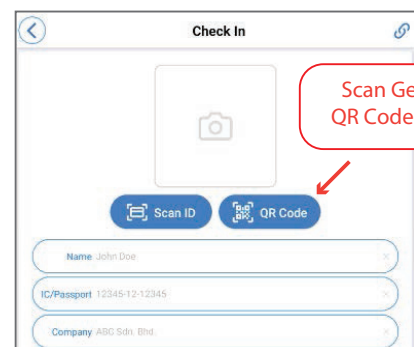 Check In
Scan Ge
QR Code
Scan ID
QR Code
Name John Doe
IC/Passport 12345-12-12345
Company ABC Sdn. Bhd.